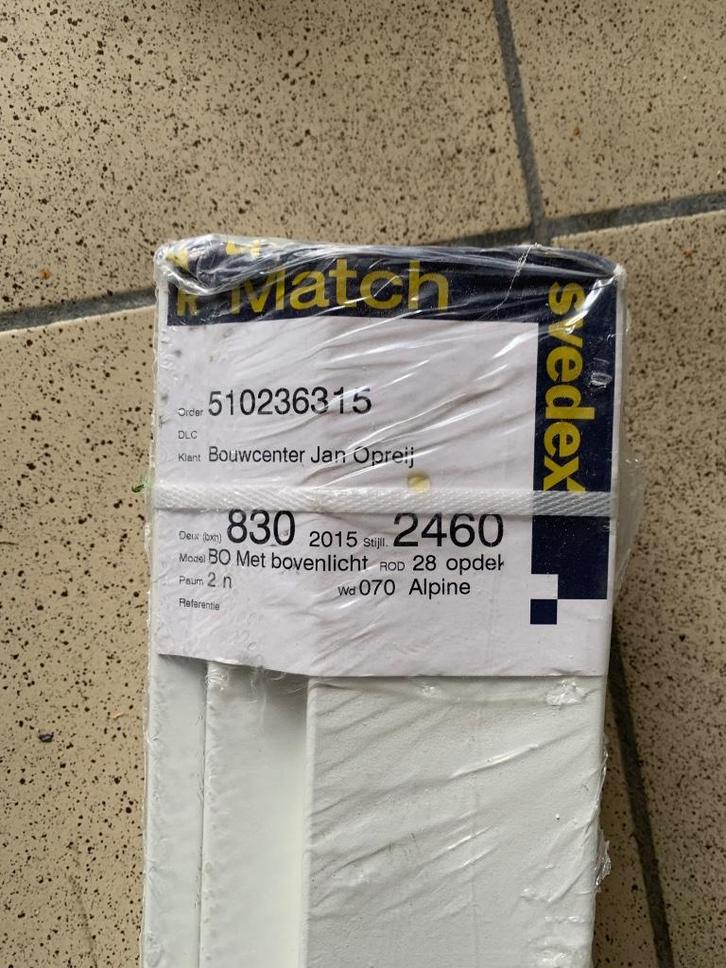 Match
svedex
Order 510236315
DLC
Klant Bouwcenter Jan Opreij
Deur (bxh) 830 2015 Stijll. 2460
Model BO Met bovenlicht ROD 28 opdek
Paum 2 n Wd 070 Alpine
Referentie